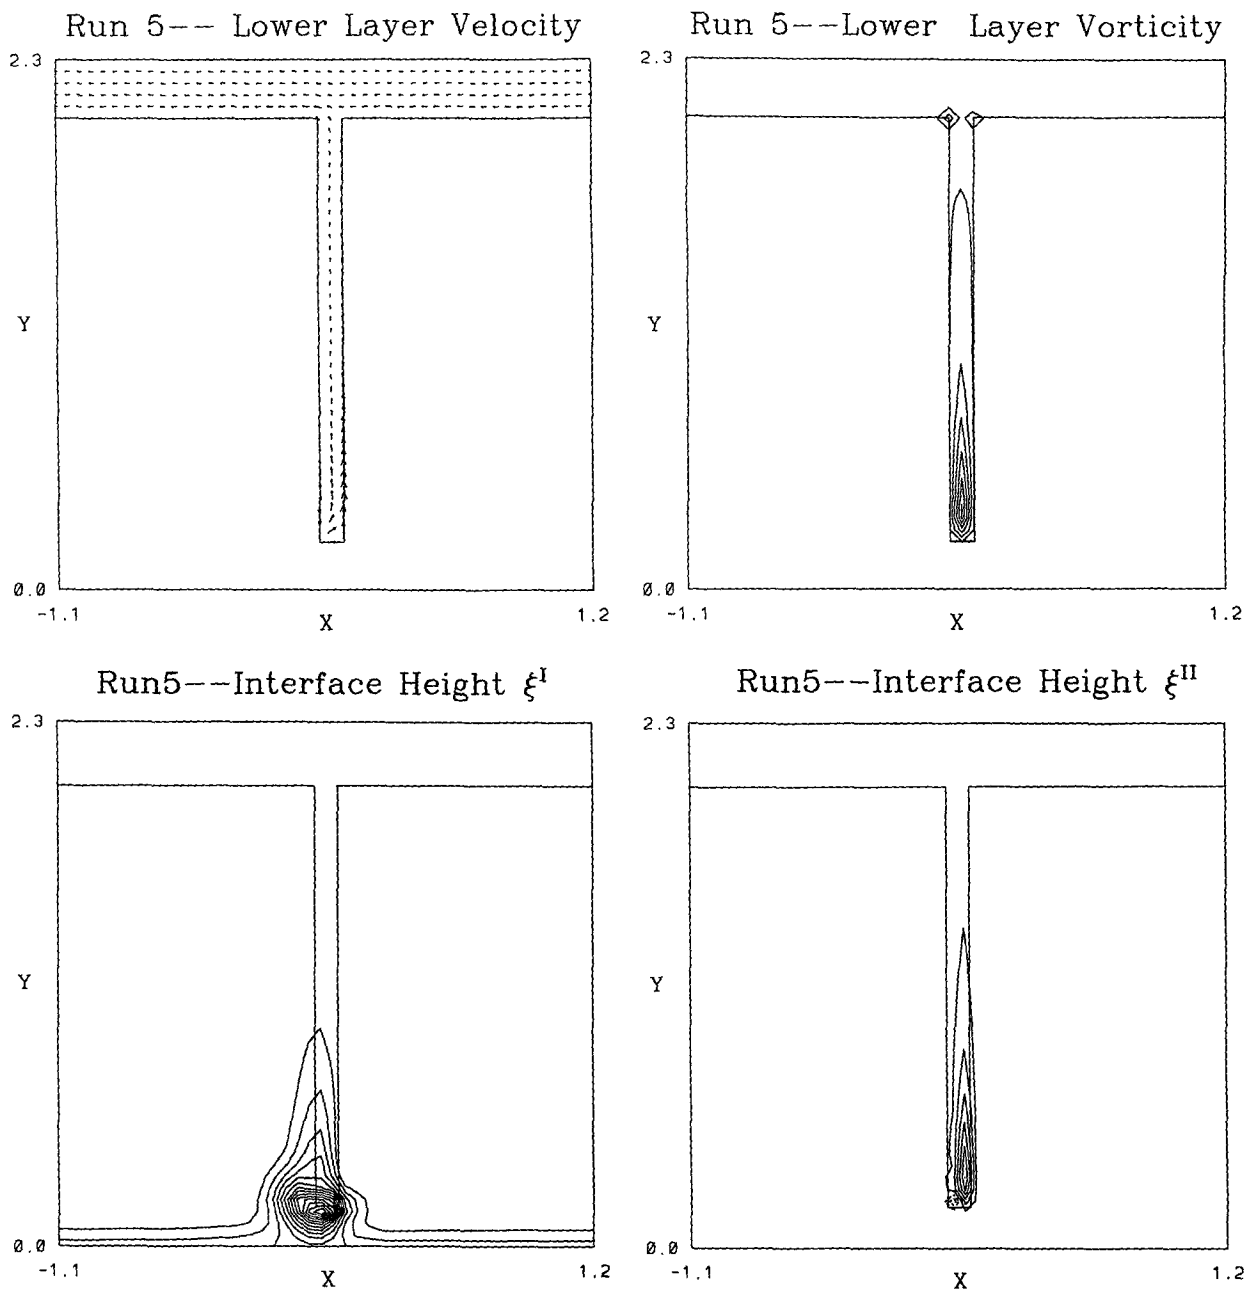 Run 5–– Lower Layer Velocity
2.3
Y
0.0
-1.1
X
1.2
Run 5––Lower Layer Vorticity
2.3
Y
0.0
-1.1
X
1.2
Run5––Interface Height ξ^I
2.3
Y
0.0
-1.1
X
1.2
Run5––Interface Height ξ^II
2.3
Y
0.0
-1.1
X
1.2